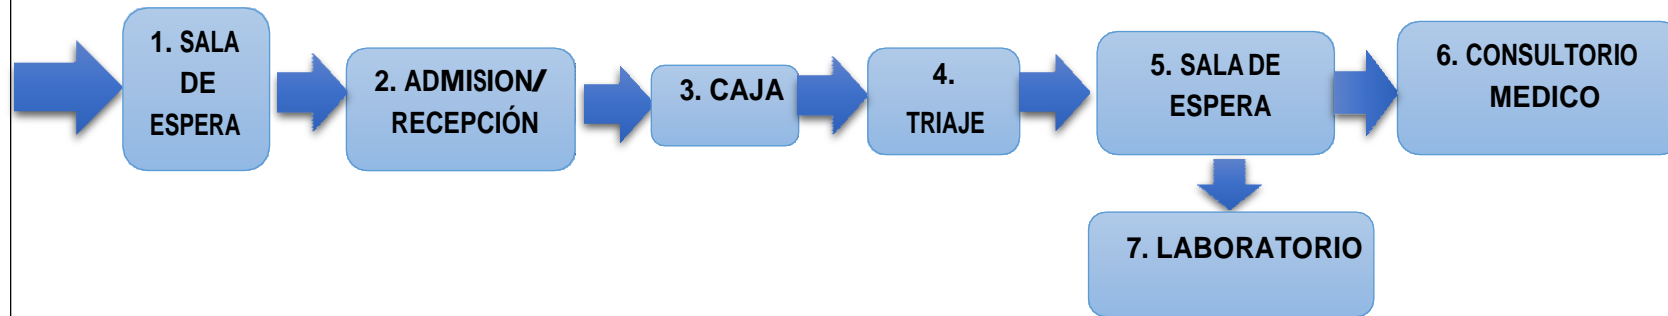 1. SALA
DE
ESPERA
2. ADMISION/
RECEPCIÓN
3. CAJA
4.
TRIAJE
5. SALA DE
ESPERA
6. CONSULTORIO
MEDICO
7. LABORATORIO